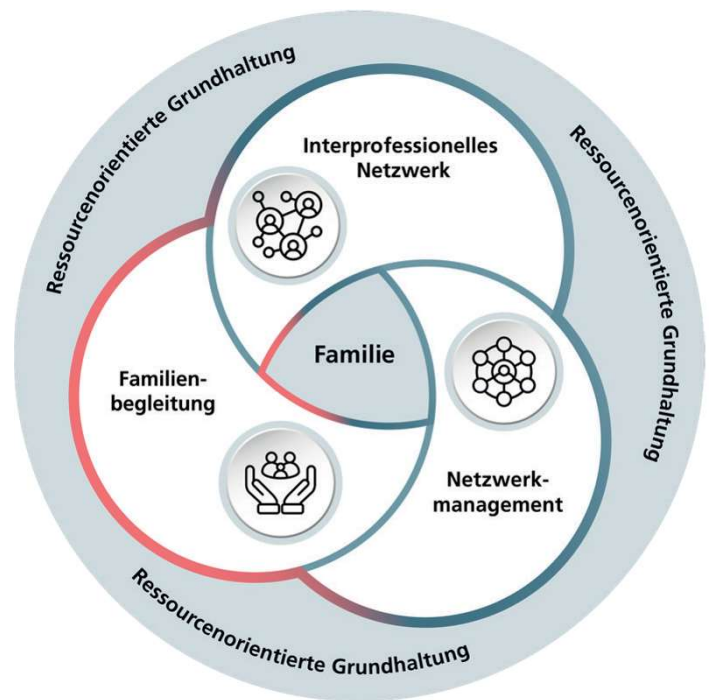 Ressourcenorientierte Grundhaltung
Ressourcenorientierte Grundhaltung
Interprofessionelles
Netzwerk
Familie
Familien-
begleitung
Netzwerk-
management
Ressourcenorientierte Grundhaltung